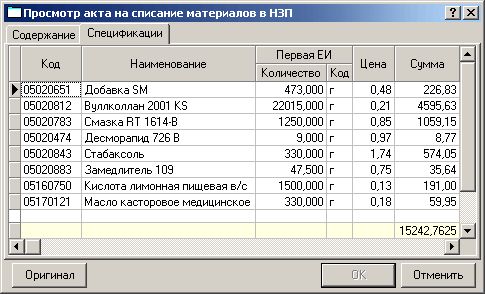 Просмотр акта на списание материалов в НЗП
Содержание Спецификации
Код Наименование Первая ЕИ Цена Сумма
Количество Код
05020651 Добавка SM 473,000 г 0,48 226,83
05020812 Вуллколлан 2001 KS 22015,000 г 0,21 4595,63
05020783 Смазка RT 1614-B 1250,000 г 0,85 1059,15
05020474 Десморапид 726 В 9,000 г 0,97 8,77
05020843 Стабаксоль 330,000 г 1,74 574,05
05020883 Замедлитель 109 47,500 г 0,75 35,64
05160750 Кислота лимонная пищевая в/с 1500,000 г 0,13 191,00
05170121 Масло касторовое медицинское 330,000 г 0,18 59,95
15242,7625
Оригинал OK Отменить